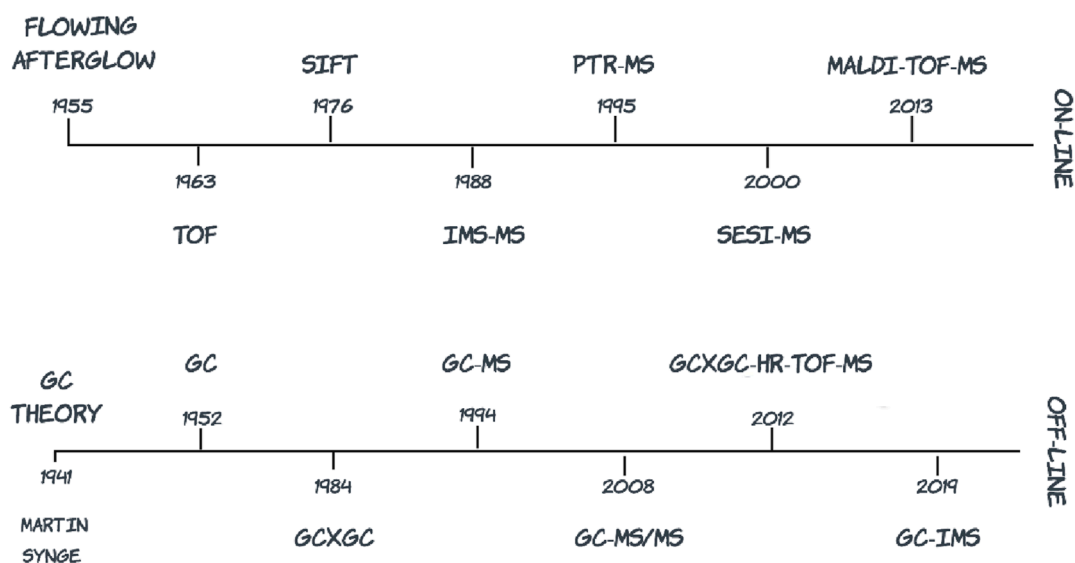 FLOWING
AFTERGLOW
SIFT
PTR-MS
MALDI-TOF-MS
1955
1976
1995
2013
ON-LINE
1963
1988
2000
TOF
IMS-MS
SESI-MS
GC
THEORY
GC
GC-MS
GCXGC-HR-TOF-MS
1952
1994
2012
OFF-LINE
1941
1984
2008
2019
MARTIN
SYNGE
GCXGC
GC-MS/MS
GC-IMS